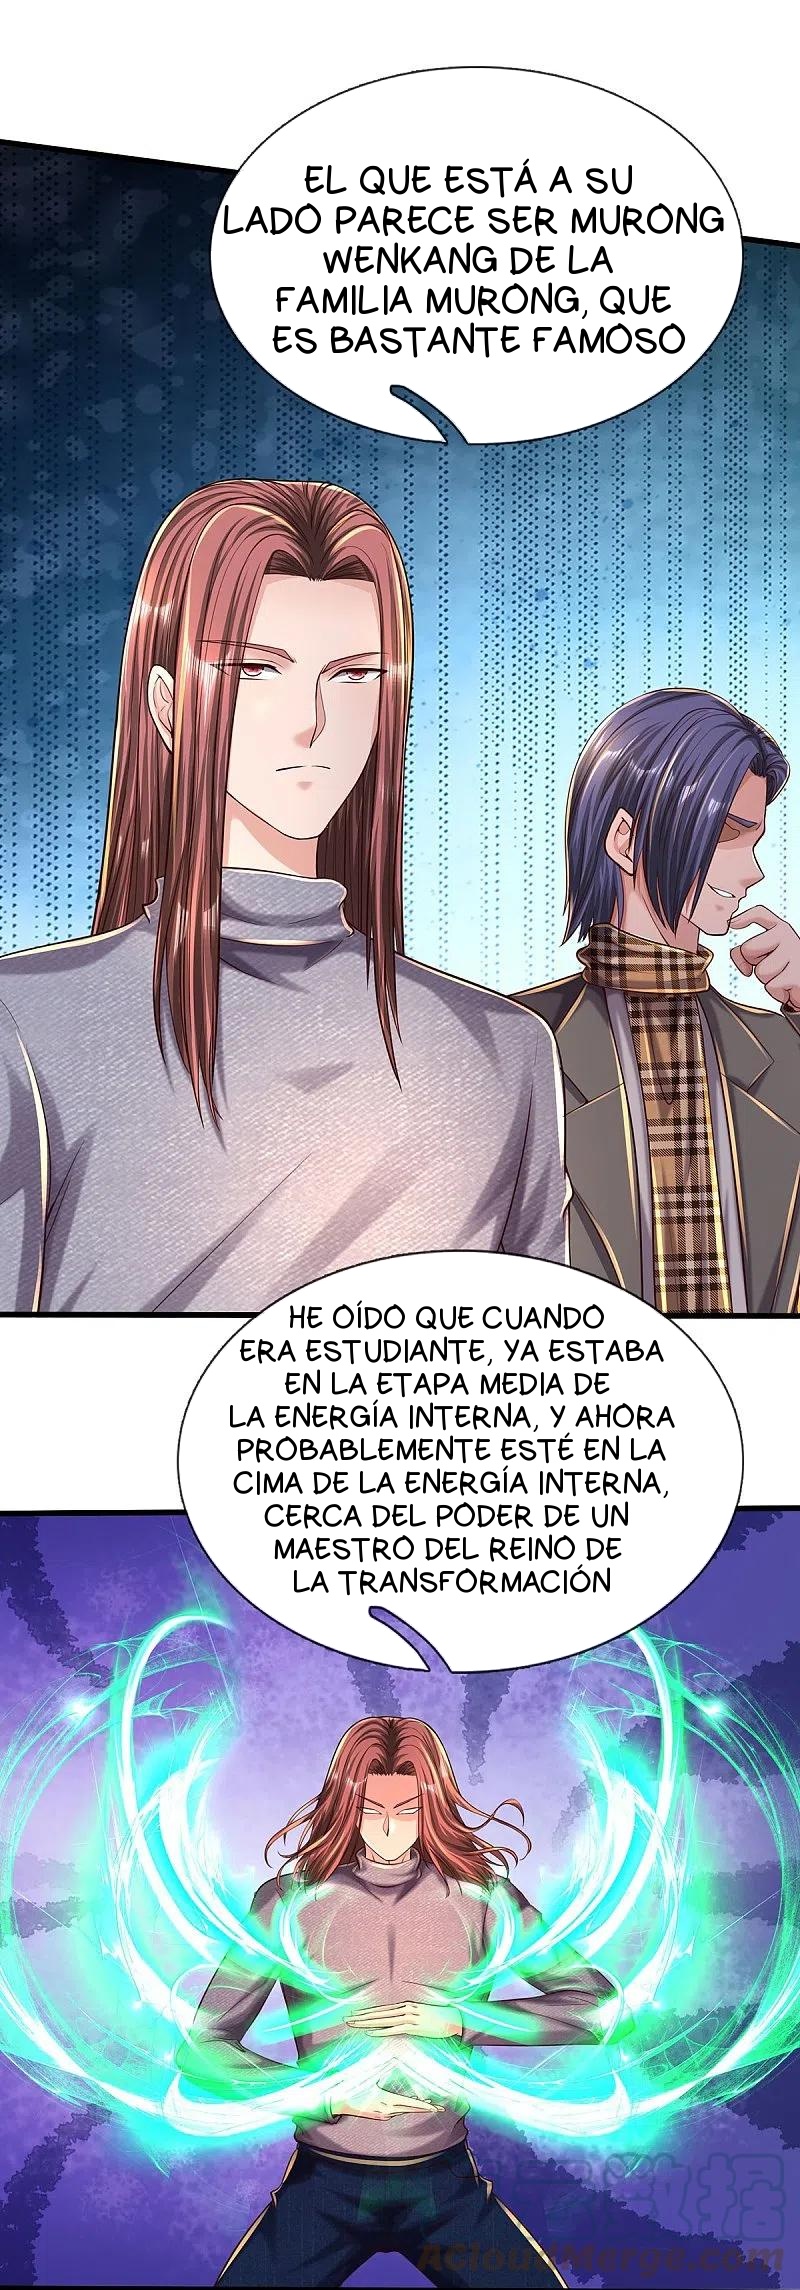 EL QUE ESTÁ A SU
LADO PARECE SER MURONG
WENKANG DE LA
FAMILIA MURONG, QUE
ES BASTANTE FAMOSO
HE OÍDO QUE CUANDO
ERA ESTUDIANTE, YA ESTABA
EN LA ETAPA MEDIA DE
LA ENERGÍA INTERNA, Y AHORA
PROBABLEMENTE ESTÉ EN LA
CIMA DE LA ENERGÍA INTERNA,
CERCA DEL PODER DE UN
MAESTRO DEL REINO DE
LA TRANSFORMACIÓN
ACloudMerge.com